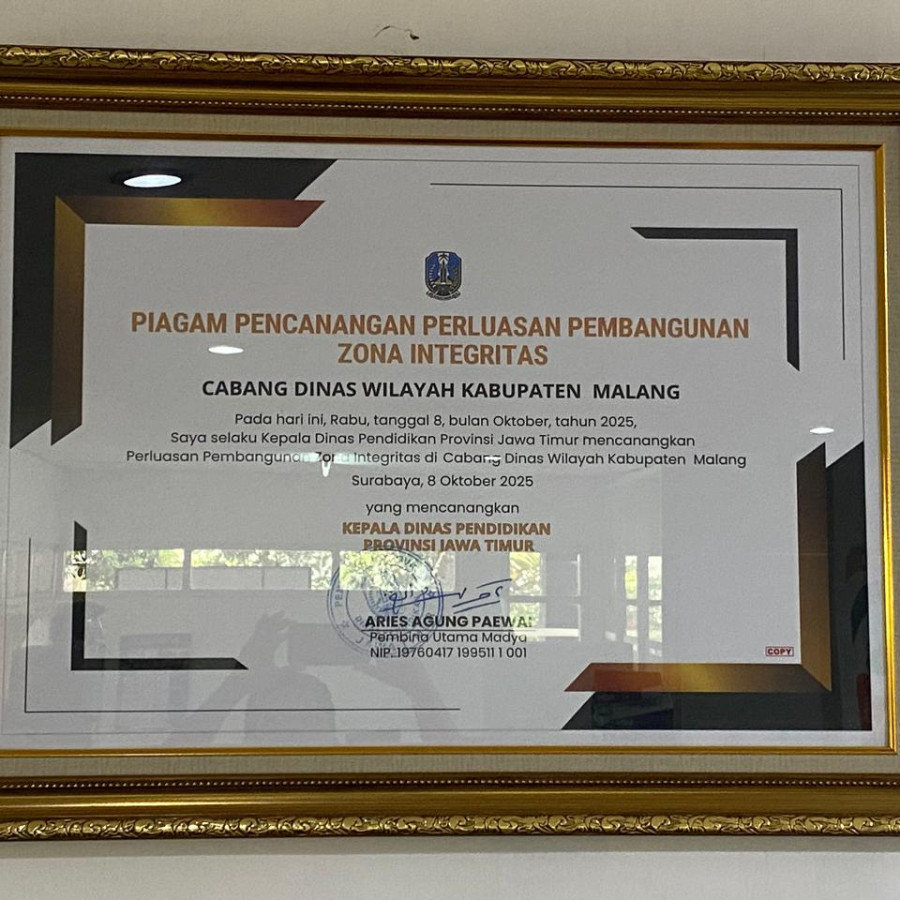 PIAGAM PENCANANGAN PERLUASAN PEMBANGUNAN
ZONA INTEGRITAS
CABANG DINAS WILAYAH KABUPATEN MALANG
Pada hari ini, Rabu, tanggal 8, bulan Oktober, tahun 2025,
Saya selaku Kepala Dinas Pendidikan Provinsi Jawa Timur mencanangkan
Perluasan Pembangunan Zona Integritas di Cabang Dinas Wilayah Kabupaten Malang
Surabaya, 8 Oktober 2025
yang mencanangkan
KEPALA DINAS PENDIDIKAN
PROVINSI JAWA TIMUR
ARIES AGUNG PAEWAI
Pembina Utama Madya
NIP. 19760417 199511 1 001
COPY